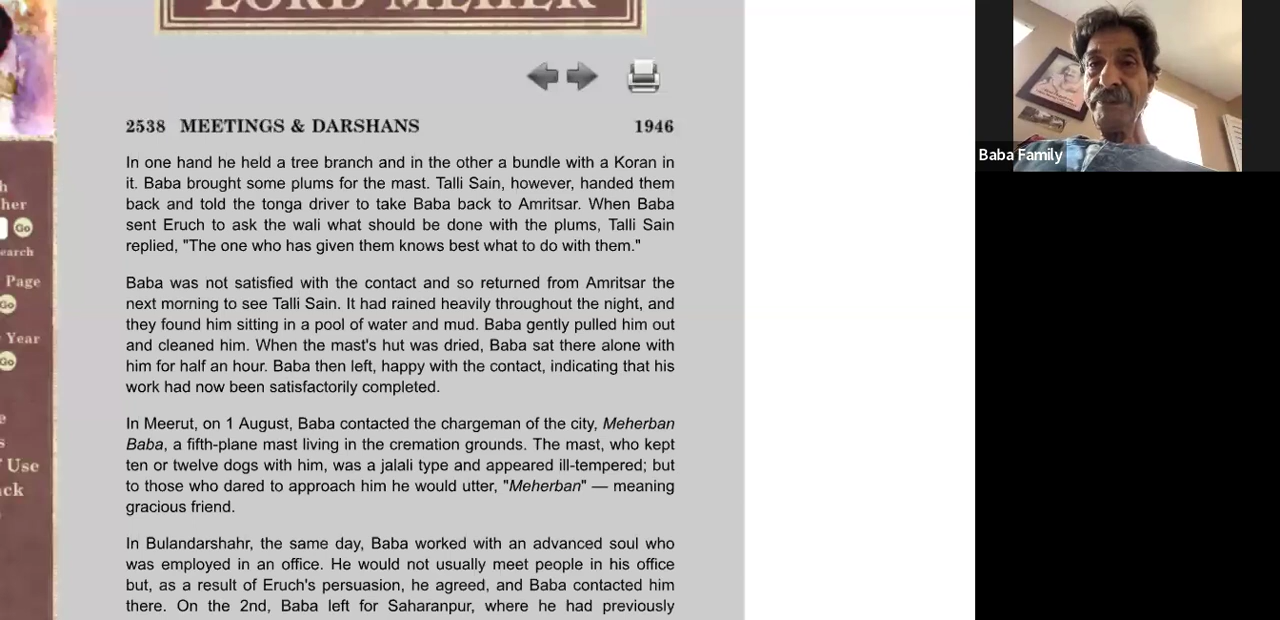 LORD MEHER
2538 MEETINGS & DARSHANS 1946
In one hand he held a tree branch and in the other a bundle with a Koran in
it. Baba brought some plums for the mast. Talli Sain, however, handed them
back and told the tonga driver to take Baba back to Amritsar. When Baba
sent Eruch to ask the wali what should be done with the plums, Talli Sain
replied, "The one who has given them knows best what to do with them."
Baba was not satisfied with the contact and so returned from Amritsar the
next morning to see Talli Sain. It had rained heavily throughout the night, and
they found him sitting in a pool of water and mud. Baba gently pulled him out
and cleaned him. When the mast's hut was dried, Baba sat there alone with
him for half an hour. Baba then left, happy with the contact, indicating that his
work had now been satisfactorily completed.
In Meerut, on 1 August, Baba contacted the chargeman of the city, Meherban
Baba, a fifth-plane mast living in the cremation grounds. The mast, who kept
ten or twelve dogs with him, was a jalali type and appeared ill-tempered; but
to those who dared to approach him he would utter, "Meherban" — meaning
gracious friend.
In Bulandarshahr, the same day, Baba worked with an advanced soul who
was employed in an office. He would not usually meet people in his office
but, as a result of Eruch's persuasion, he agreed, and Baba contacted him
there. On the 2nd, Baba left for Saharanpur, where he had previously
h
her
Go
earch
Page
Go
Year
Go
e
s
Use
ack
Baba Family